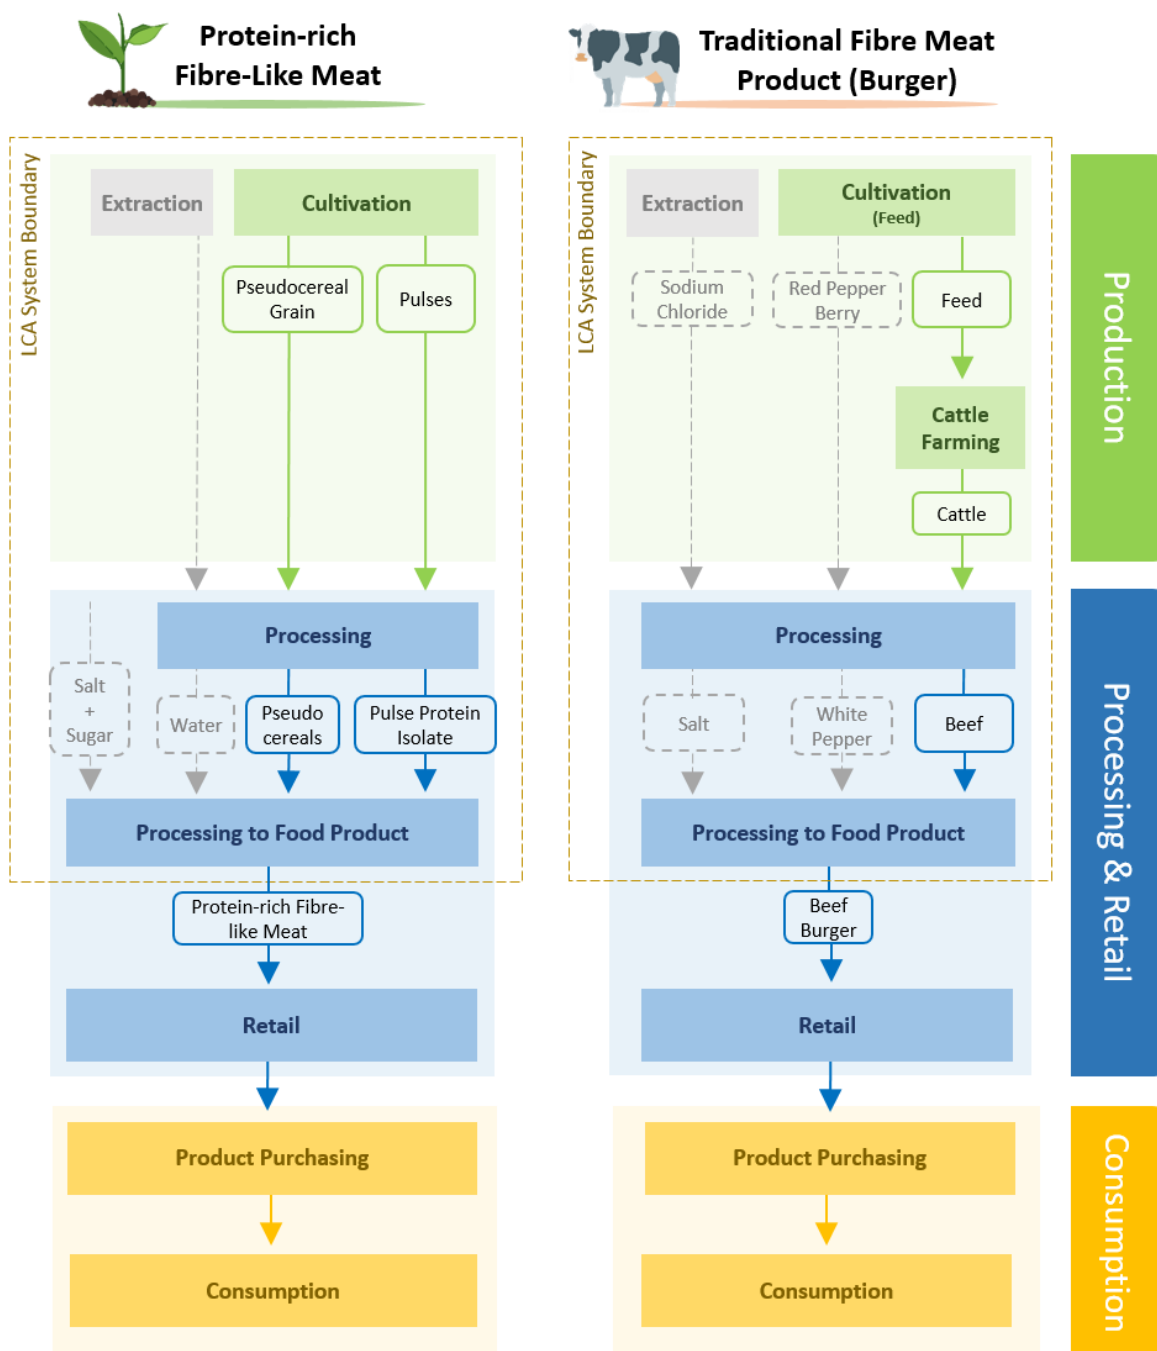 Protein-rich
Fibre-Like Meat
LCA System Boundary
Extraction
Cultivation
Pseudocereal
Grain
Pulses
Processing
Salt
+
Sugar
Water
Pseudo
cereals
Pulse Protein
Isolate
Processing to Food Product
Protein-rich Fibre-
like Meat
Retail
Product Purchasing
Consumption
Traditional Fibre Meat
Product (Burger)
LCA System Boundary
Extraction
Cultivation
(Feed)
Sodium
Chloride
Red Pepper
Berry
Feed
Cattle
Farming
Cattle
Processing
Salt
White
Pepper
Beef
Processing to Food Product
Beef
Burger
Retail
Product Purchasing
Consumption
Production
Processing & Retail
Consumption